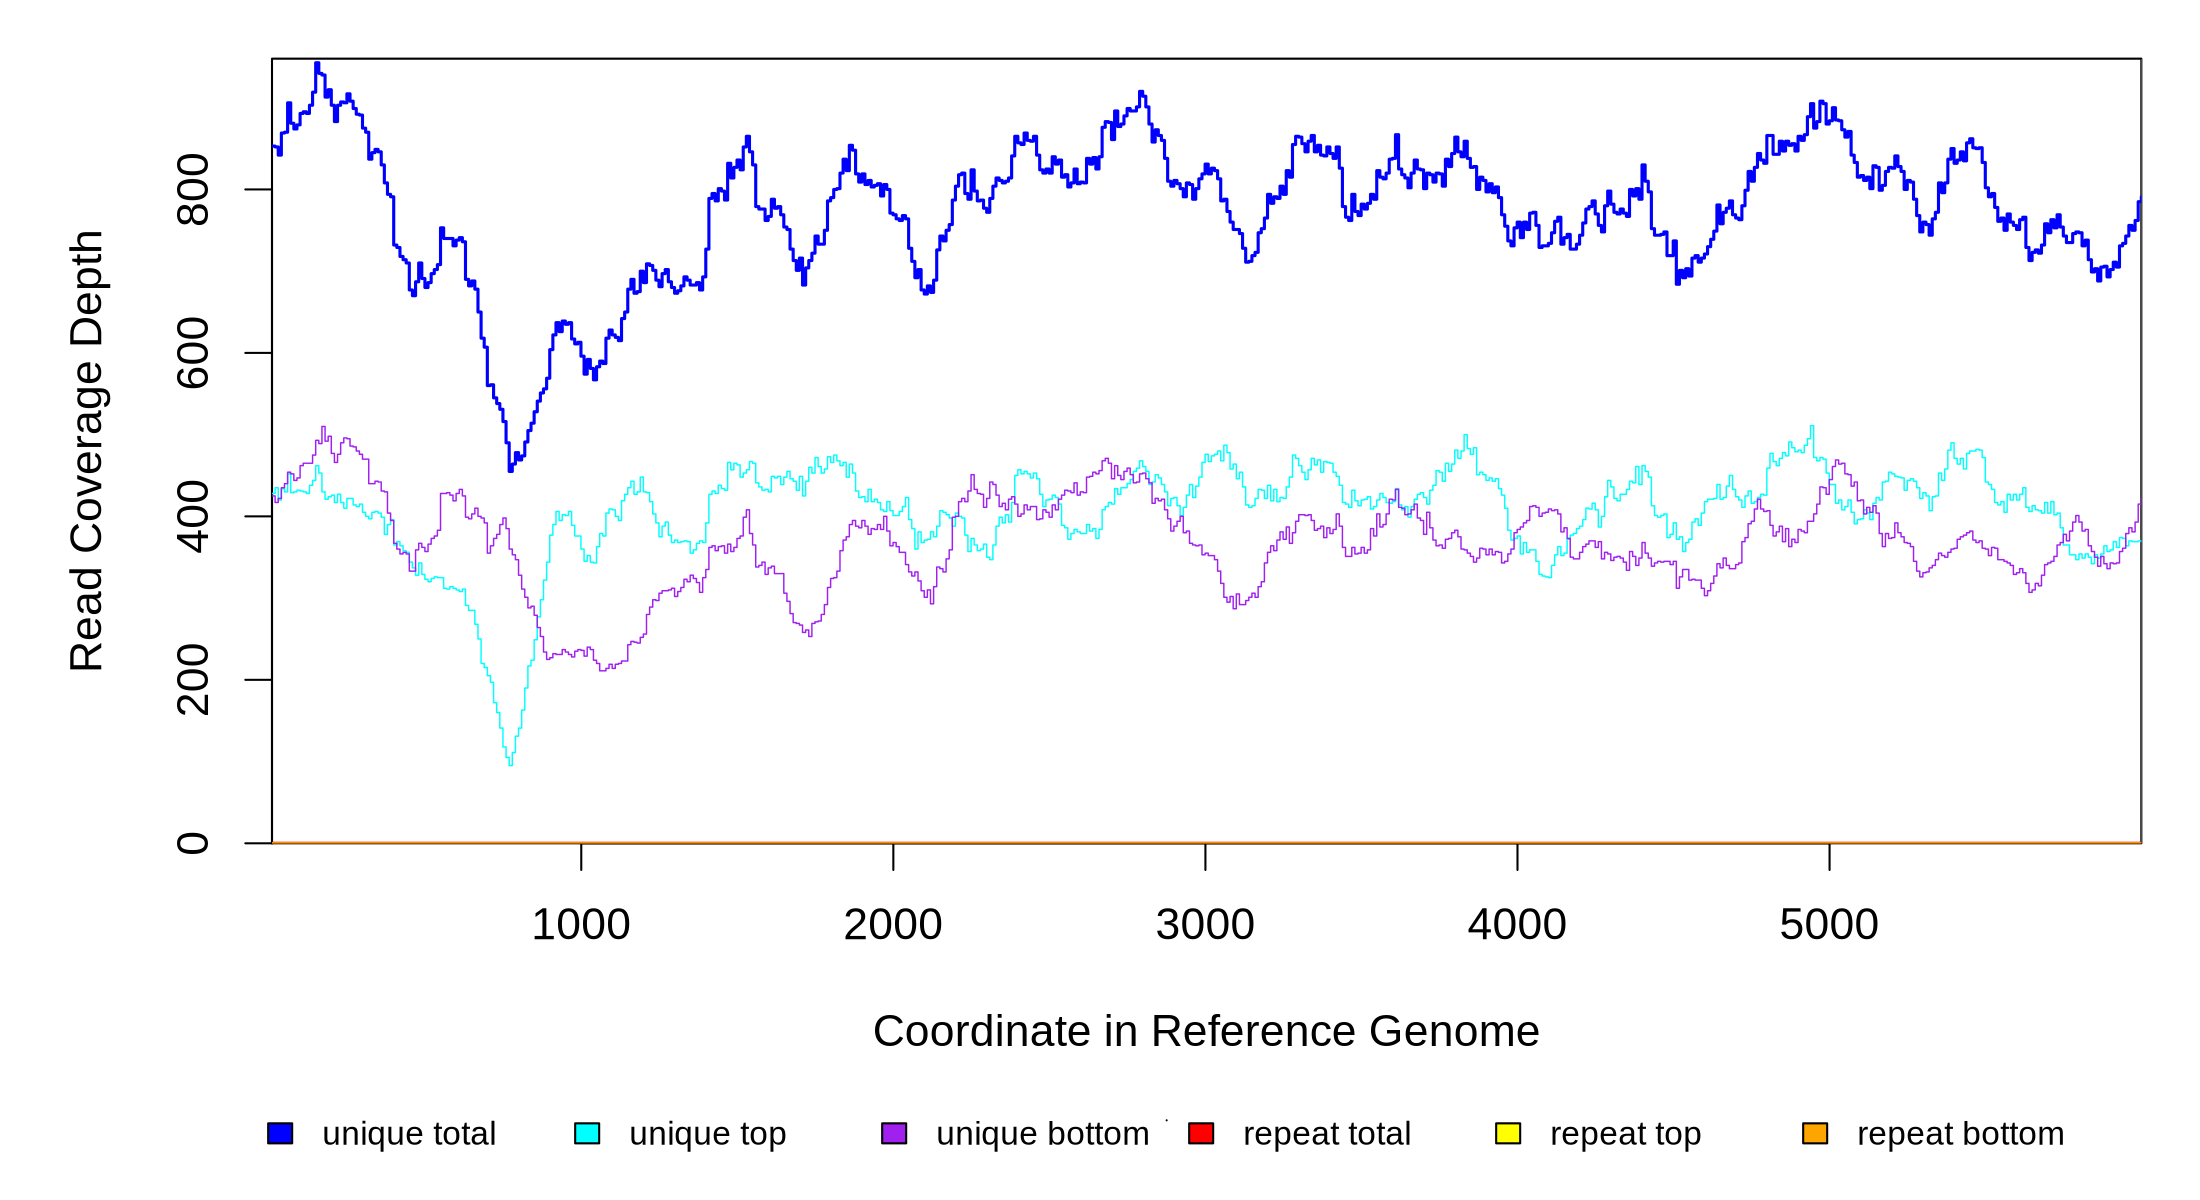 Read Coverage Depth
800
600
400
200
0
1000 2000 3000 4000 5000
Coordinate in Reference Genome
unique total unique top unique bottom repeat total repeat top repeat bottom